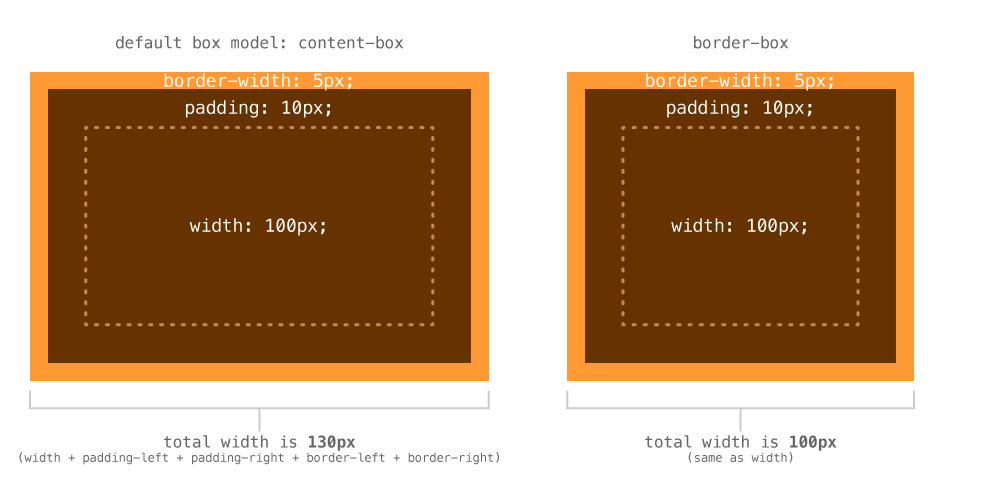 default box model: content-box
border-width: 5px;
padding: 10px;
width: 100px;
total width is 130px
(width + padding-left + padding-right + border-left + border-right)
border-box
border-width: 5px;
padding: 10px;
width: 100px;
total width is 100px
(same as width)